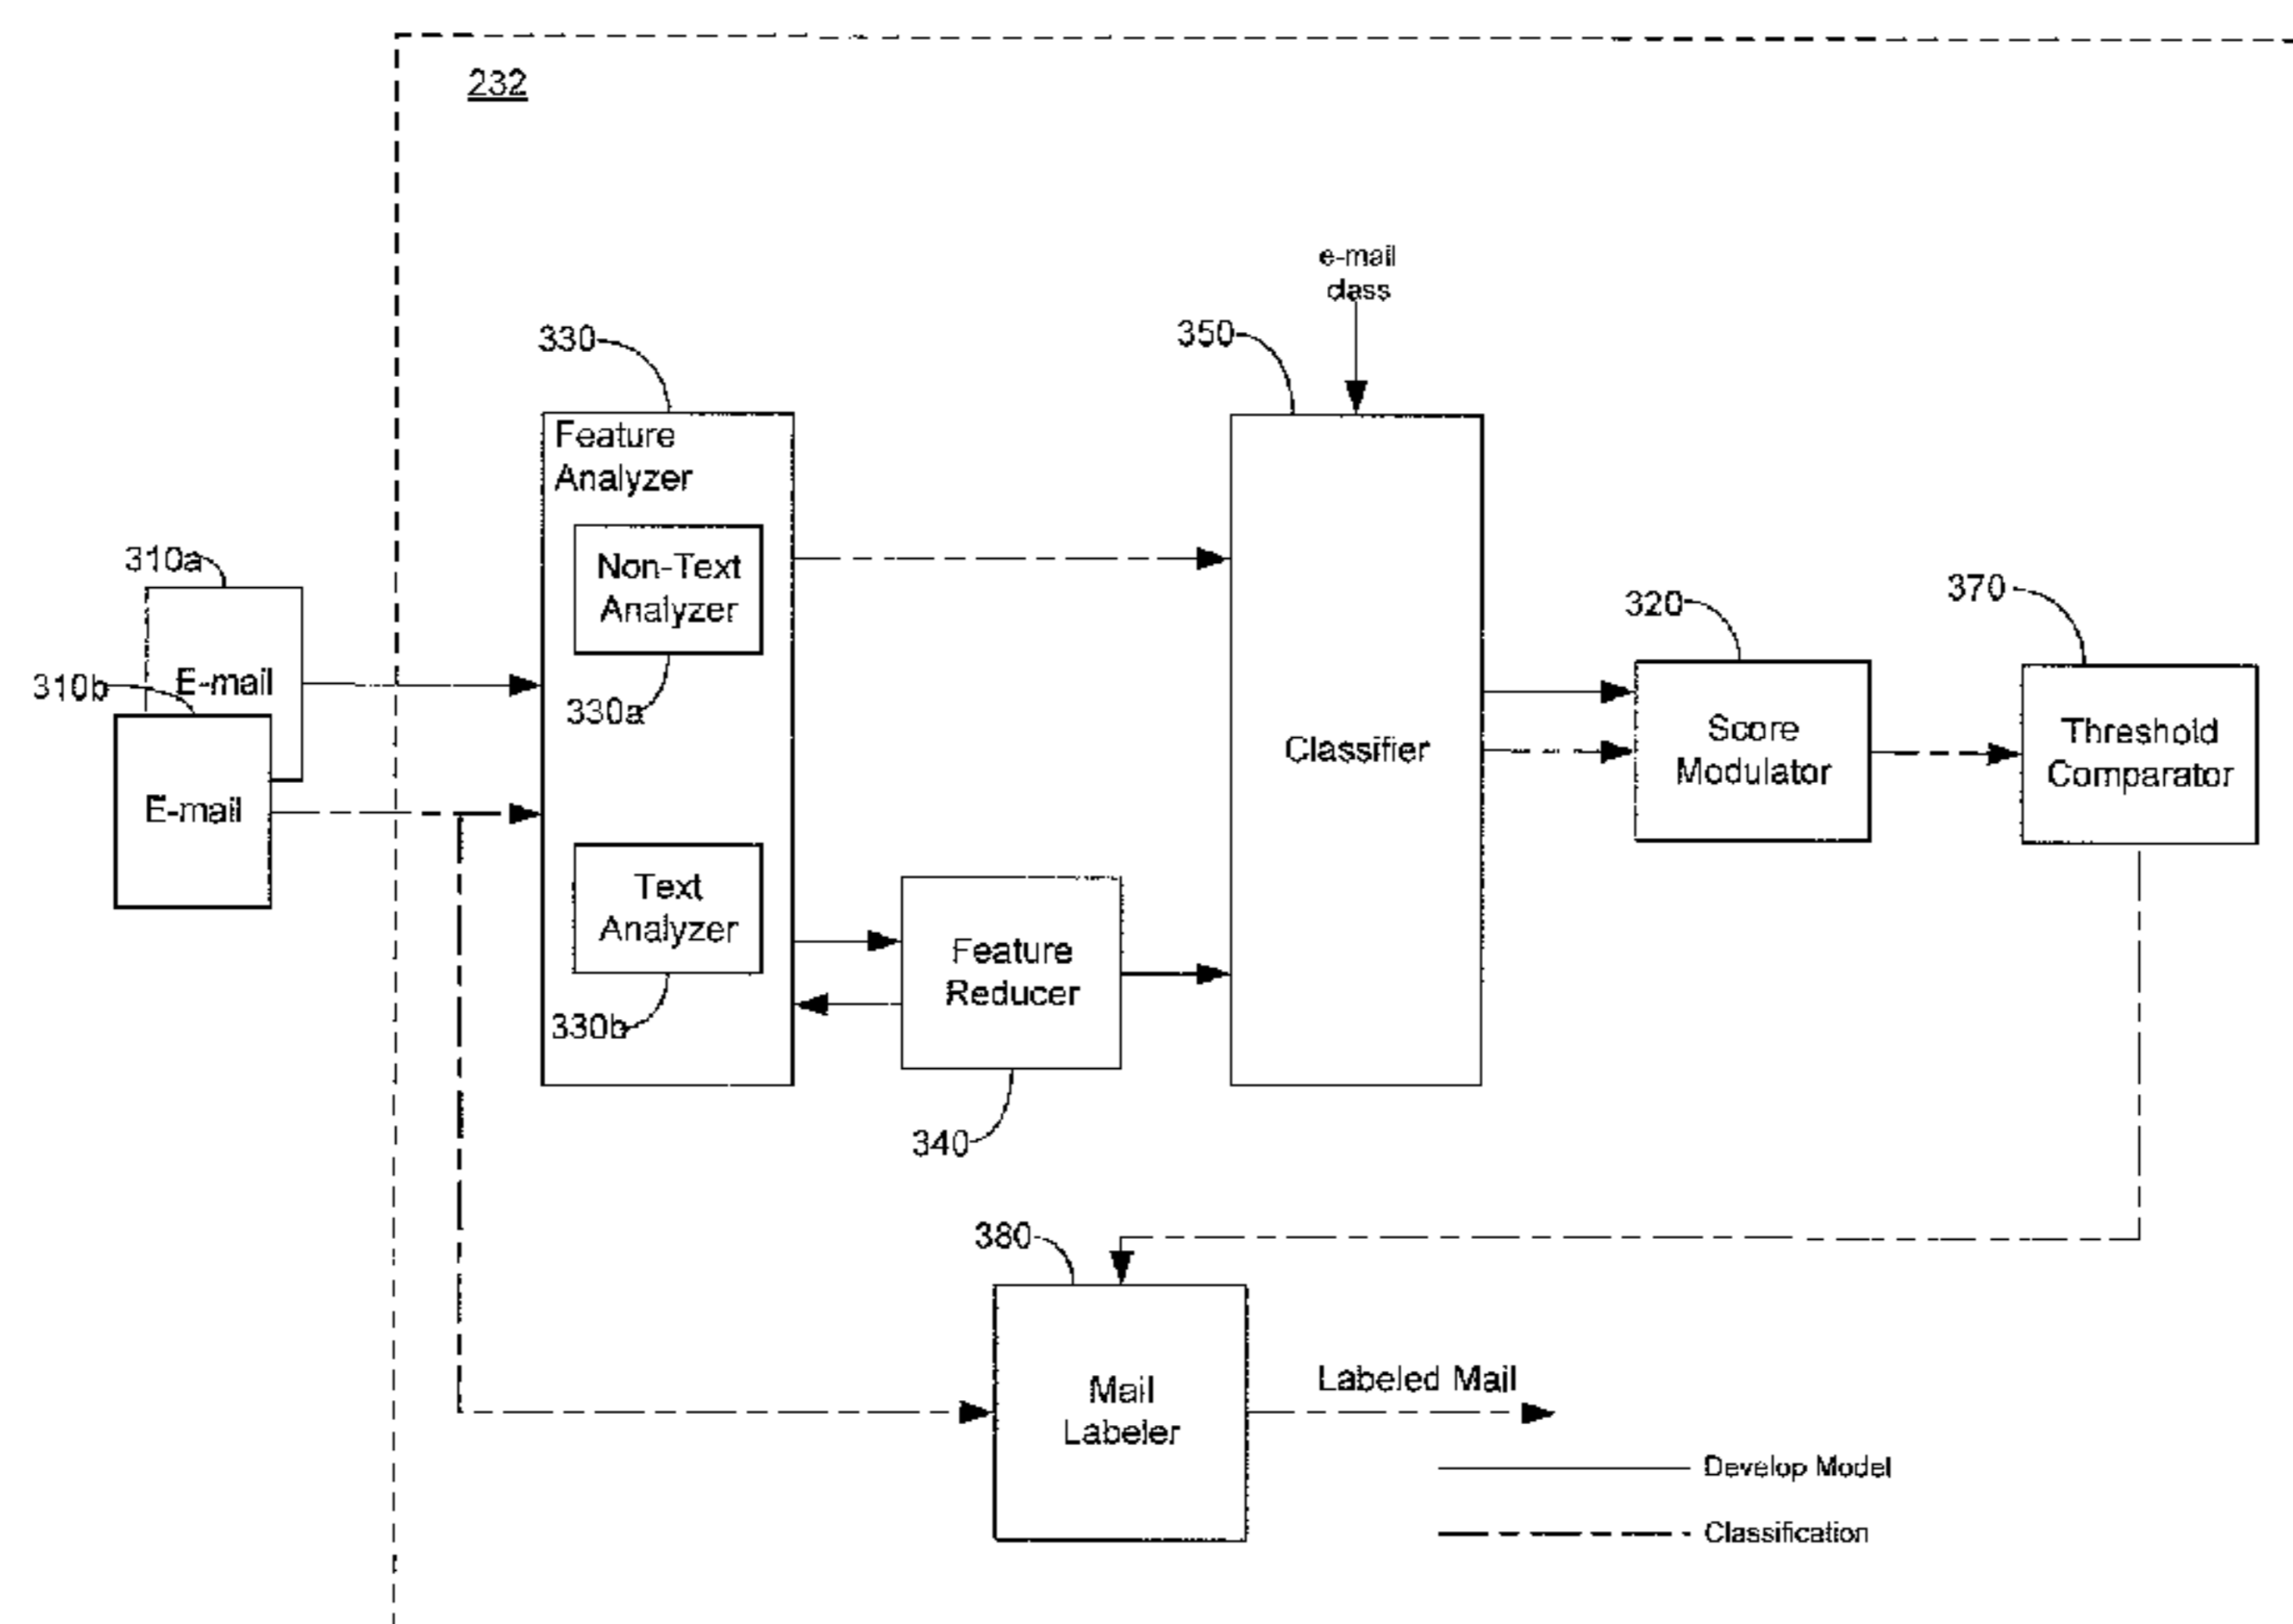 232
e-mail
class
330
350
Feature
Analyzer
310a
Non-Text
Analyzer
320
370
310b
E-mail
330a
Score
Modulator
Threshold
Comparator
Classifier
E-mail
Text
Analyzer
Feature
Reducer
330b
340
380
Mail
Labeler
Labeled Mail
Develop Model
Classification